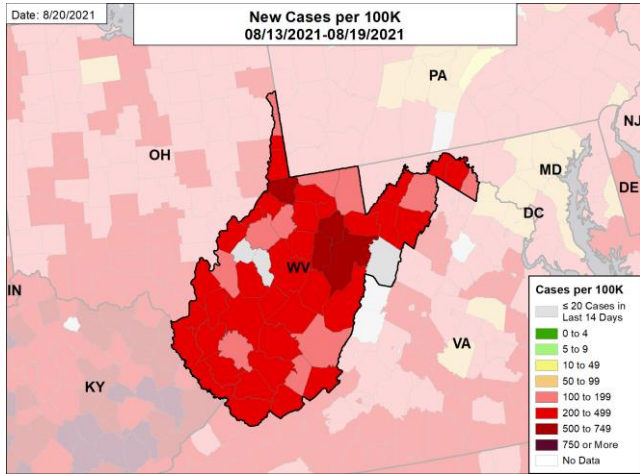 Date: 8/20/2021
New Cases per 100K
08/13/2021-08/19/2021
PA
NJ
OH
MD
DE
DC
WV
IN
VA
KY
Cases per 100K
≤ 20 Cases in
Last 14 Days
0 to 4
5 to 9
10 to 49
50 to 99
100 to 199
200 to 499
500 to 749
750 or More
No Data